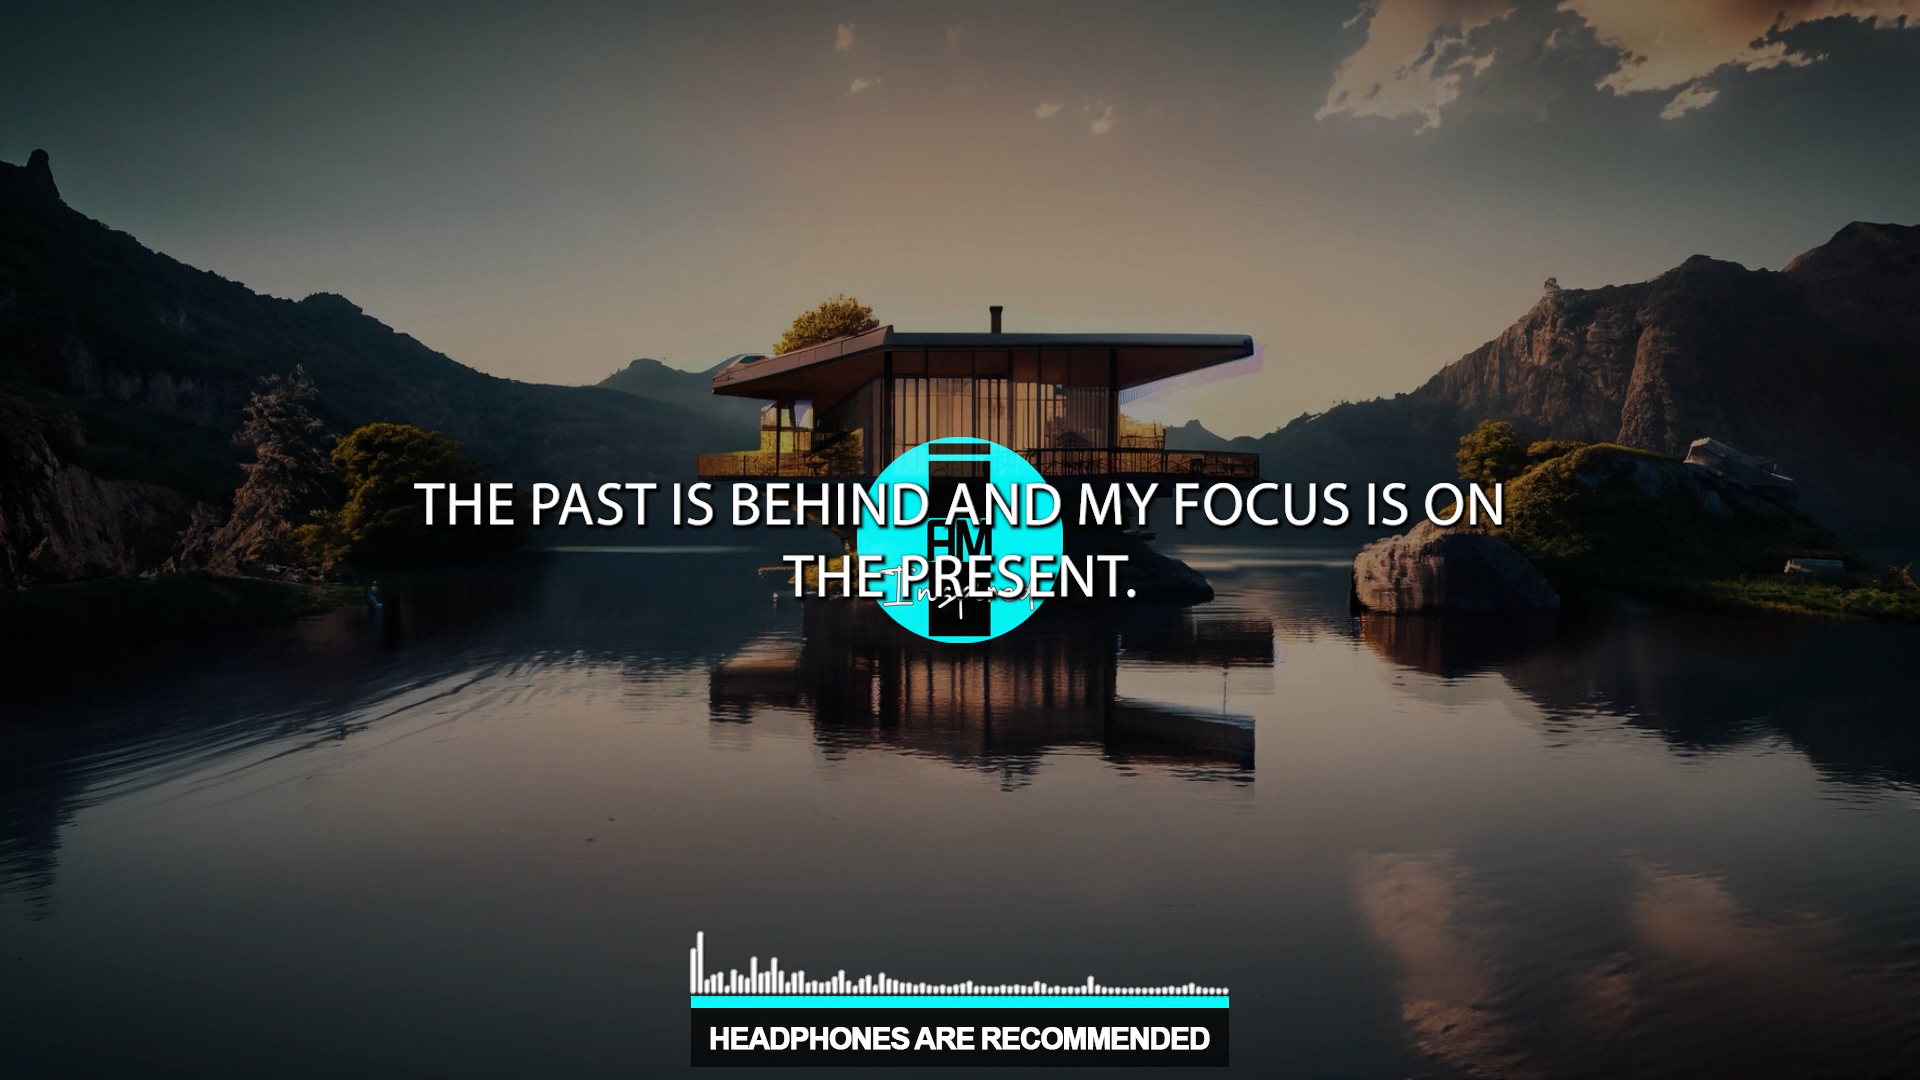 THE PAST IS BEHIND AND MY FOCUS IS ON
THE PRESENT.
HEADPHONES ARE RECOMMENDED